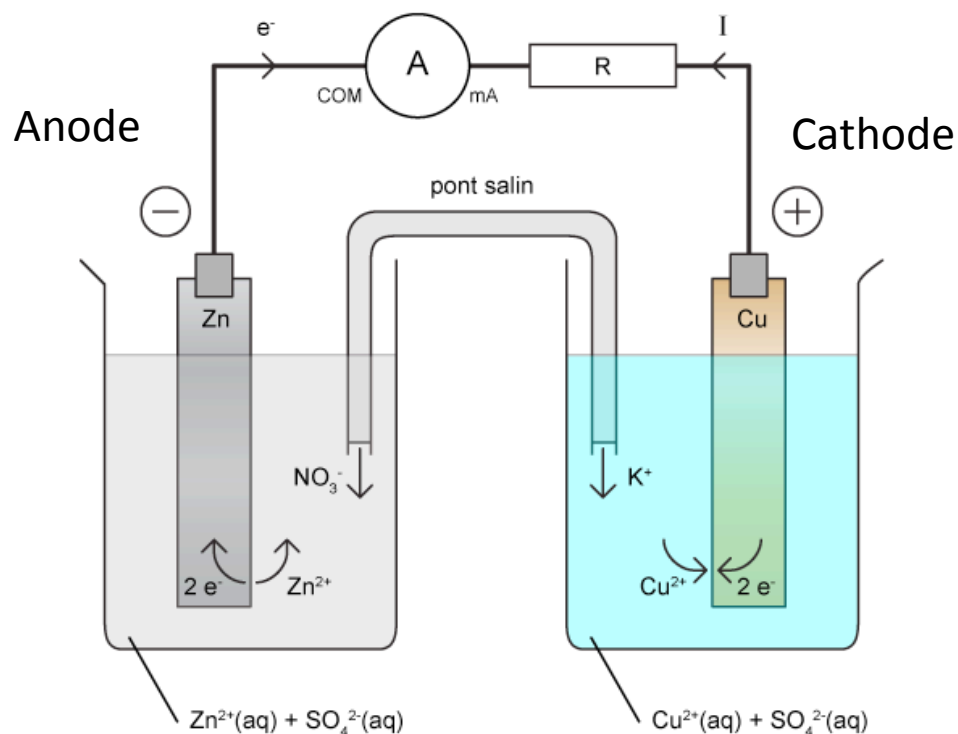 e⁻
I
A
R
COM
mA
Anode
Cathode
pont salin
−
+
Zn
Cu
NO₃⁻
K⁺
2 e⁻
Zn²⁺
Cu²⁺
2 e⁻
Zn²⁺(aq) + SO₄²⁻(aq)
Cu²⁺(aq) + SO₄²⁻(aq)